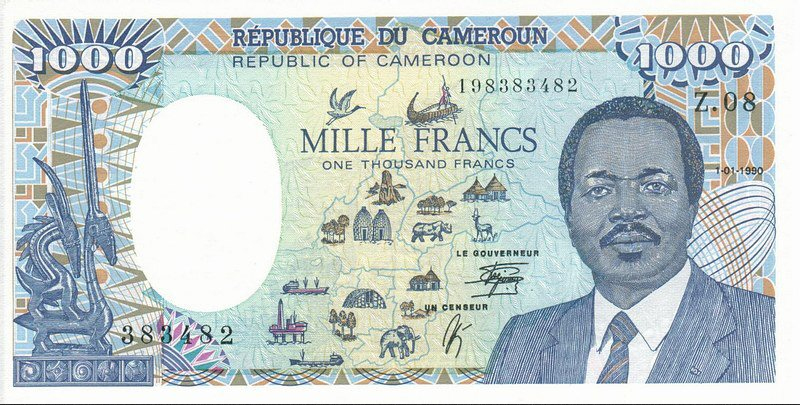 1000
RÉPUBLIQUE DU CAMEROUN
1000
REPUBLIC OF CAMEROON
198383482
Z.08
MILLE FRANCS
ONE THOUSAND FRANCS
1-01-1990
LE GOUVERNEUR
UN CENSEUR
383482